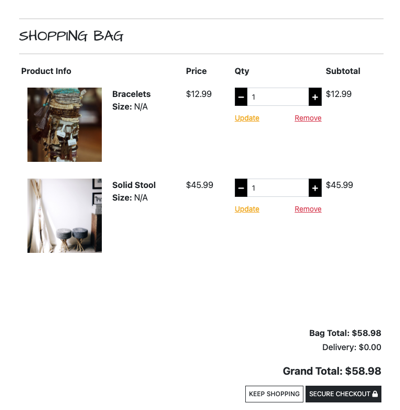 SHOPPING BAG
Product Info Price Qty Subtotal
Bracelets $12.99 - 1 + $12.99
Size: N/A
Update Remove
Solid Stool $45.99 - 1 + $45.99
Size: N/A
Update Remove
Bag Total: $58.98
Delivery: $0.00
Grand Total: $58.98
KEEP SHOPPING SECURE CHECKOUT